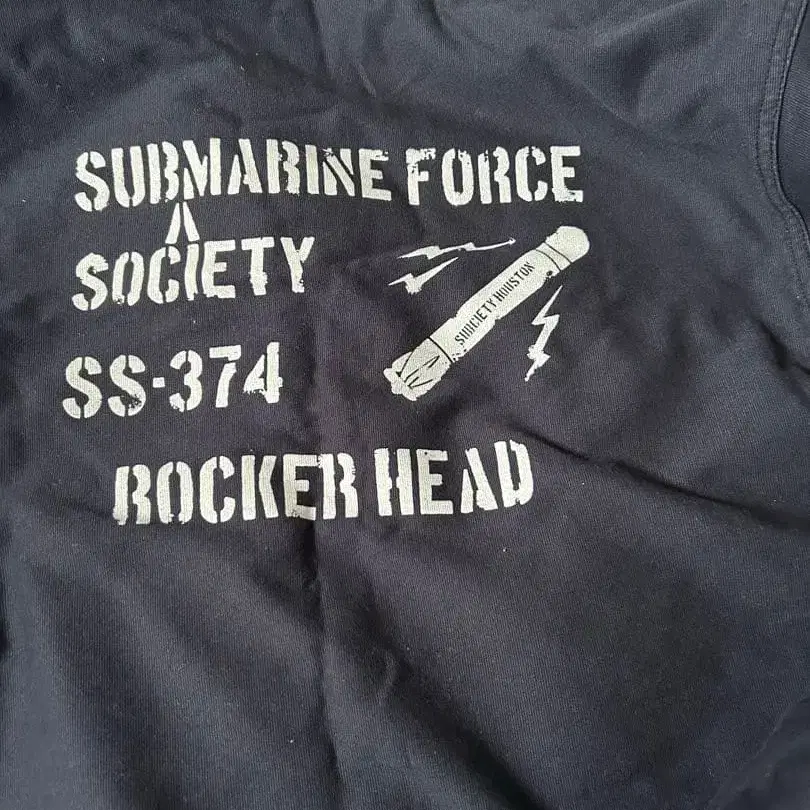 SUBMARINE FORCE
SOCIETY
SUBCIETY HOUSTON
SS-374
ROCKER HEAD